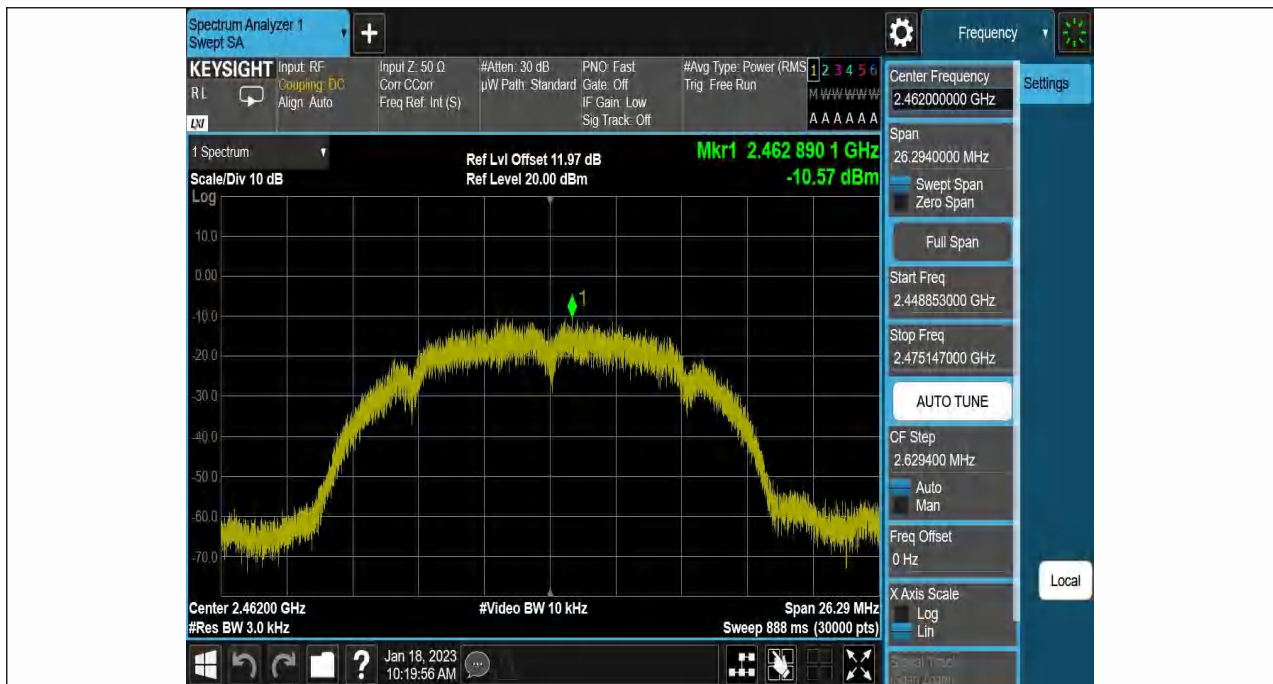 Spectrum Analyzer 1
Swept SA
+
Frequency
KEYSIGHT
R L
LXI
Input: RF
Coupling: DC
Align: Auto
Input Z: 50 Ω
Corr CCorr
Freq Ref: Int (S)
#Atten: 30 dB
µW Path: Standard
PNO: Fast
Gate: Off
IF Gain: Low
Sig Track: Off
#Avg Type: Power (RMS
Trig: Free Run
1 2 3 4 5 6
M W W W W W
A A A A A A
Center Frequency
2.462000000 GHz
Settings
Span
26.2940000 MHz
Swept Span
Zero Span
Full Span
Start Freq
2.448853000 GHz
Stop Freq
2.475147000 GHz
AUTO TUNE
CF Step
2.629400 MHz
Auto
Man
Freq Offset
0 Hz
X Axis Scale
Log
Lin
Signal Track
(Span Zoom)
Local
1 Spectrum
Scale/Div 10 dB
Log
Ref Lvl Offset 11.97 dB
Ref Level 20.00 dBm
Mkr1 2.462 890 1 GHz
-10.57 dBm
10.0
0.00
-10.0
-20.0
-30.0
-40.0
-50.0
-60.0
-70.0
1
Center 2.46200 GHz
#Res BW 3.0 kHz
#Video BW 10 kHz
Span 26.29 MHz
Sweep 888 ms (30000 pts)
?
Jan 18, 2023
10:19:56 AM